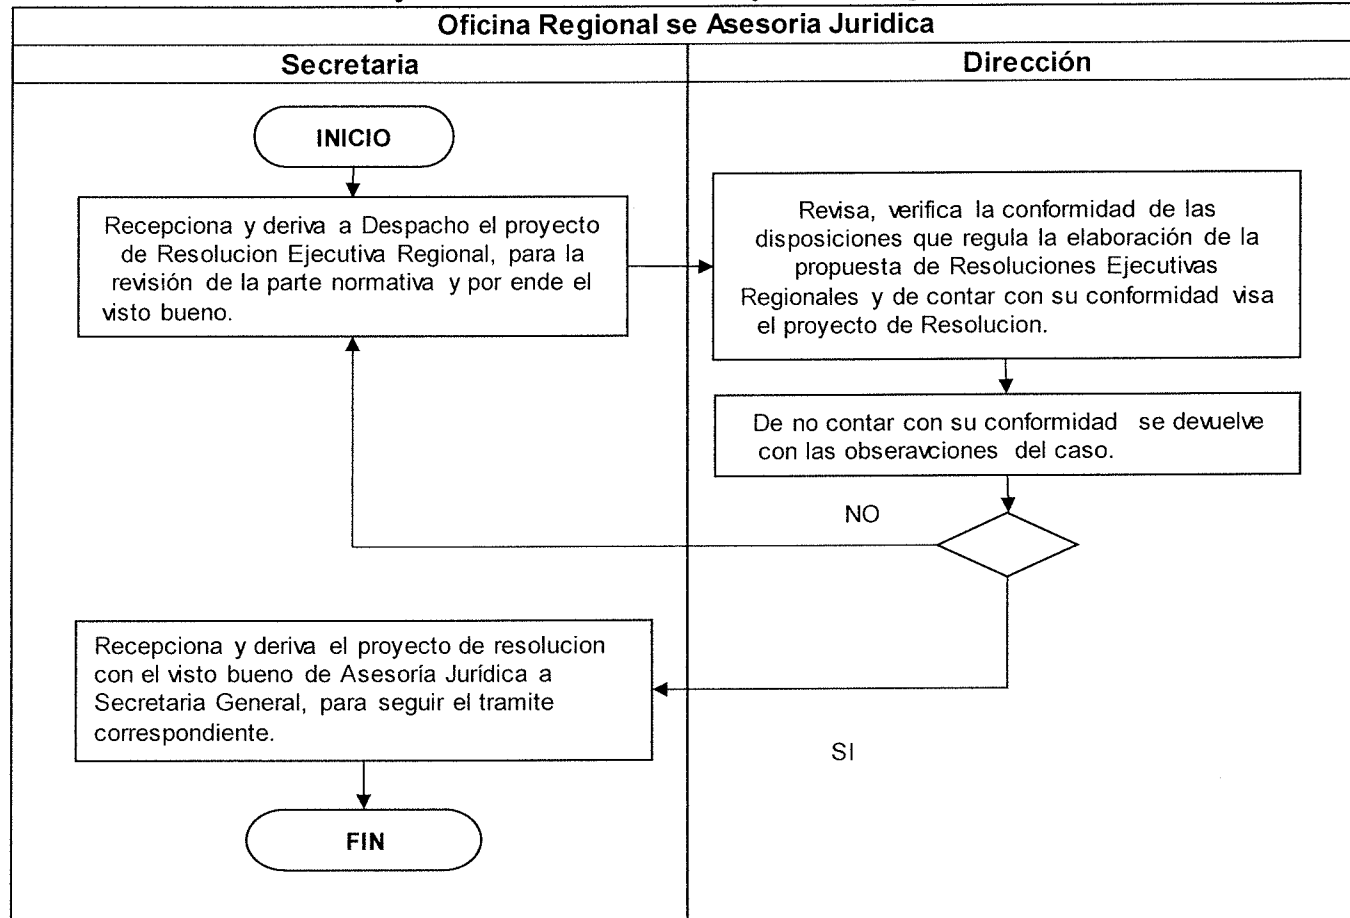 Oficina Regional se Asesoria Juridica
Secretaria
Dirección
INICIO
Recepciona y deriva a Despacho el proyecto
de Resolucion Ejecutiva Regional, para la
revisión de la parte normativa y por ende el
visto bueno.
Revisa, verifica la conformidad de las
disposiciones que regula la elaboración de la
propuesta de Resoluciones Ejecutivas
Regionales y de contar con su conformidad visa
el proyecto de Resolucion.
De no contar con su conformidad se devuelve
con las obseravciones del caso.
NO
Recepciona y deriva el proyecto de resolucion
con el visto bueno de Asesoría Jurídica a
Secretaria General, para seguir el tramite
correspondiente.
SI
FIN